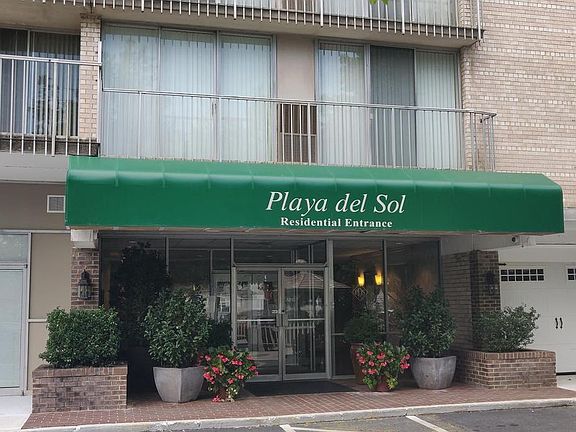 Playa del Sol
Residential Entrance